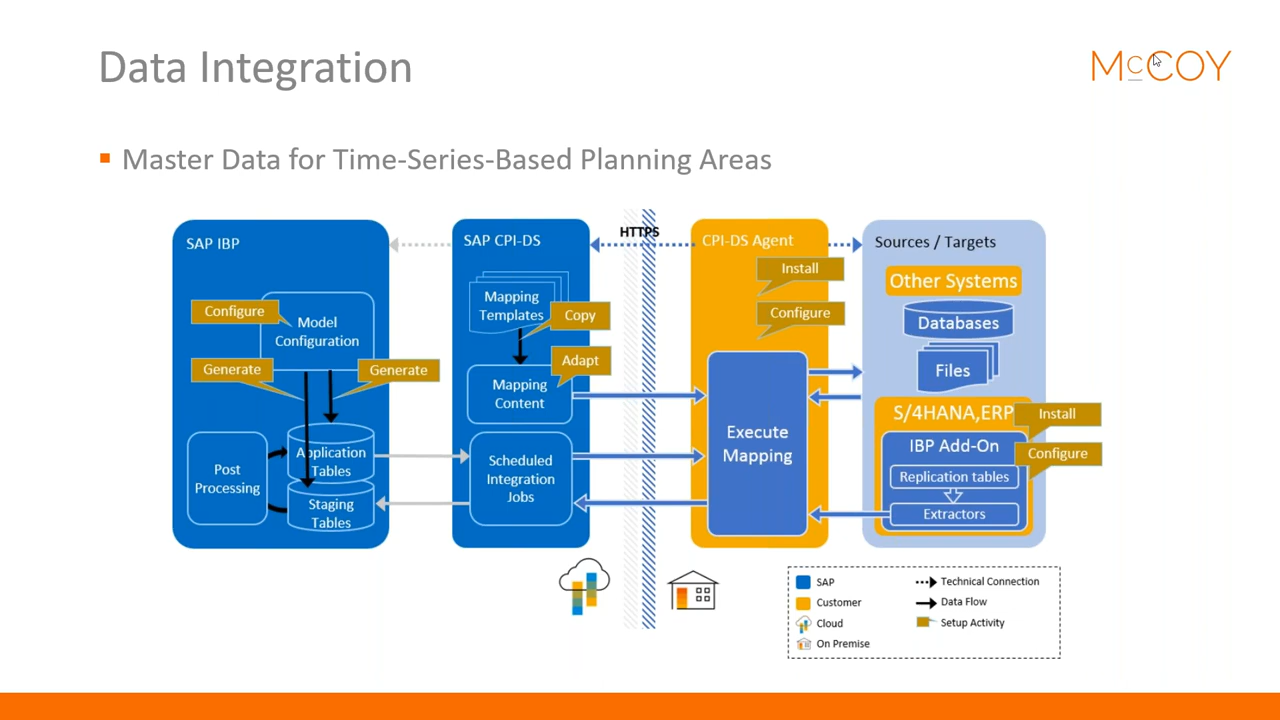 Data Integration
McCOY
Master Data for Time-Series-Based Planning Areas
SAP IBP
Configure
Model
Configuration
Generate
Generate
Post
Processing
Application
Tables
Staging
Tables
SAP CPI-DS
Mapping
Templates
Copy
Adapt
Mapping
Content
Scheduled
Integration
Jobs
HTTPS
CPI-DS Agent
Install
Configure
Execute
Mapping
Sources / Targets
Other Systems
Databases
Files
S/4HANA,ERP
Install
IBP Add-On
Configure
Replication tables
Extractors
SAP
Customer
Cloud
On Premise
Technical Connection
Data Flow
Setup Activity